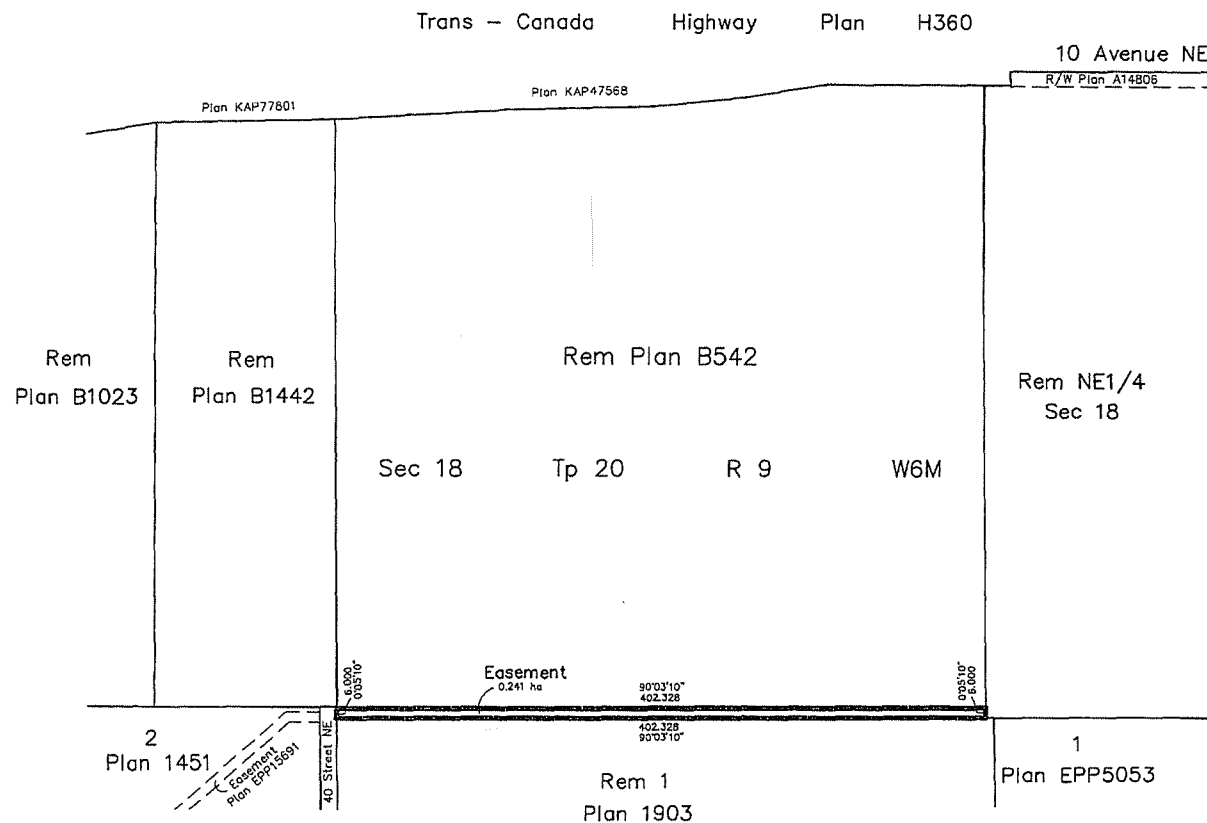 Trans - Canada Highway Plan H360
10 Avenue NE
R/W Plan A14806
Plan KAP77801
Plan KAP47568
Rem
Plan B1023
Rem
Plan B1442
Rem Plan B542
Rem NE1/4
Sec 18
Sec 18 Tp 20 R 9 W6M
6.000
0°05'10"
Easement
0.241 ha
90°03'10"
402.328
0°05'10"
6.000
402.328
90°03'10"
2
Plan 1451
Easement
Plan EPP15691
40 Street NE
Rem 1
Plan 1903
1
Plan EPP5053